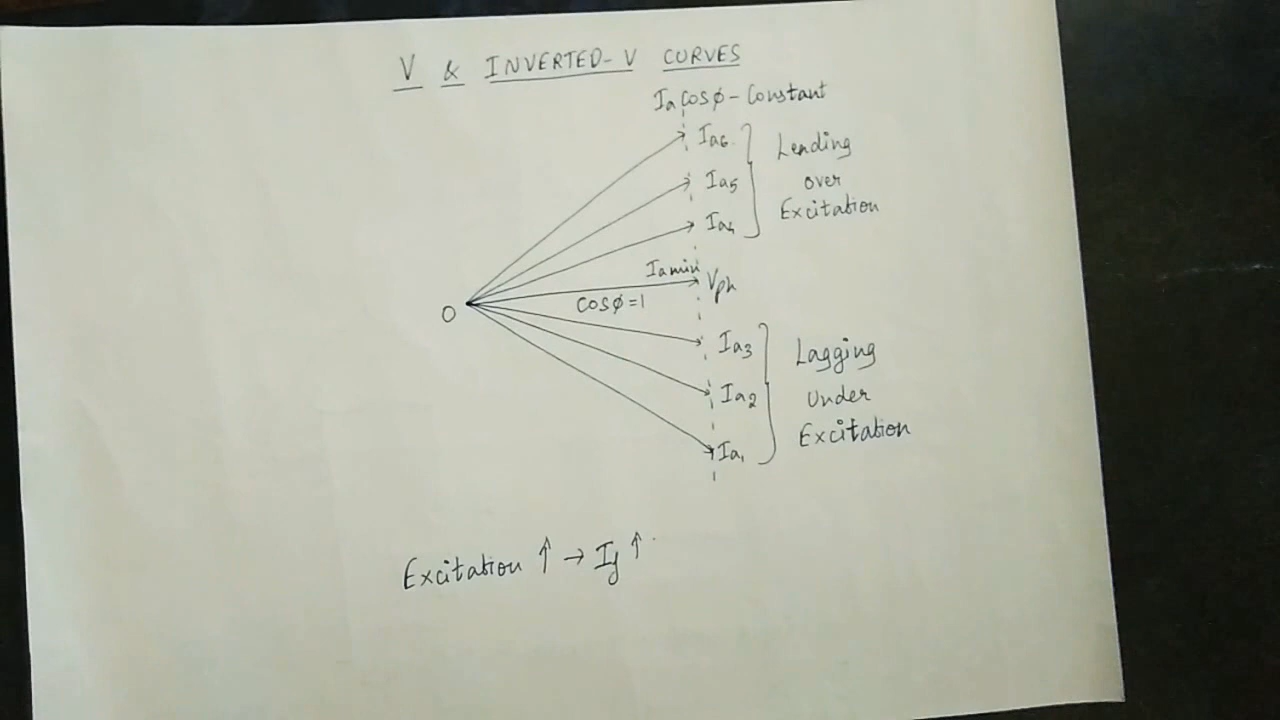 V & INVERTED-V CURVES
Ia Cosφ - Constant
Ia6
Ia5
Ia4
Leading
over
Excitation
Iamin
Vph
O
Cosφ=1
Ia3
Ia2
Ia1
Lagging
Under
Excitation
Excitation ↑ → If ↑